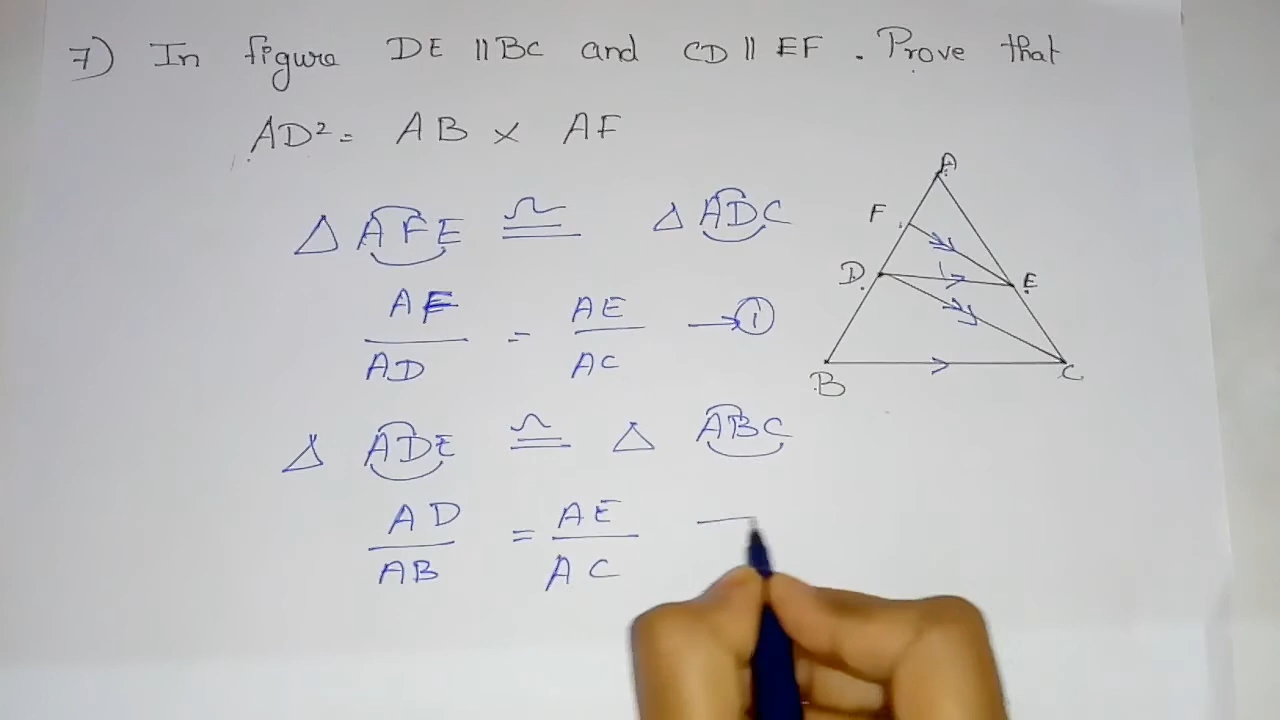 7) In figure DE || BC and CD || EF . Prove that
AD² = AB × AF
△ AFE ≅ △ ADC
AF/AD = AE/AC → ①
△ ADE ≅ △ ABC
AD/AB = AE/AC —
A
F
D
E
B
C